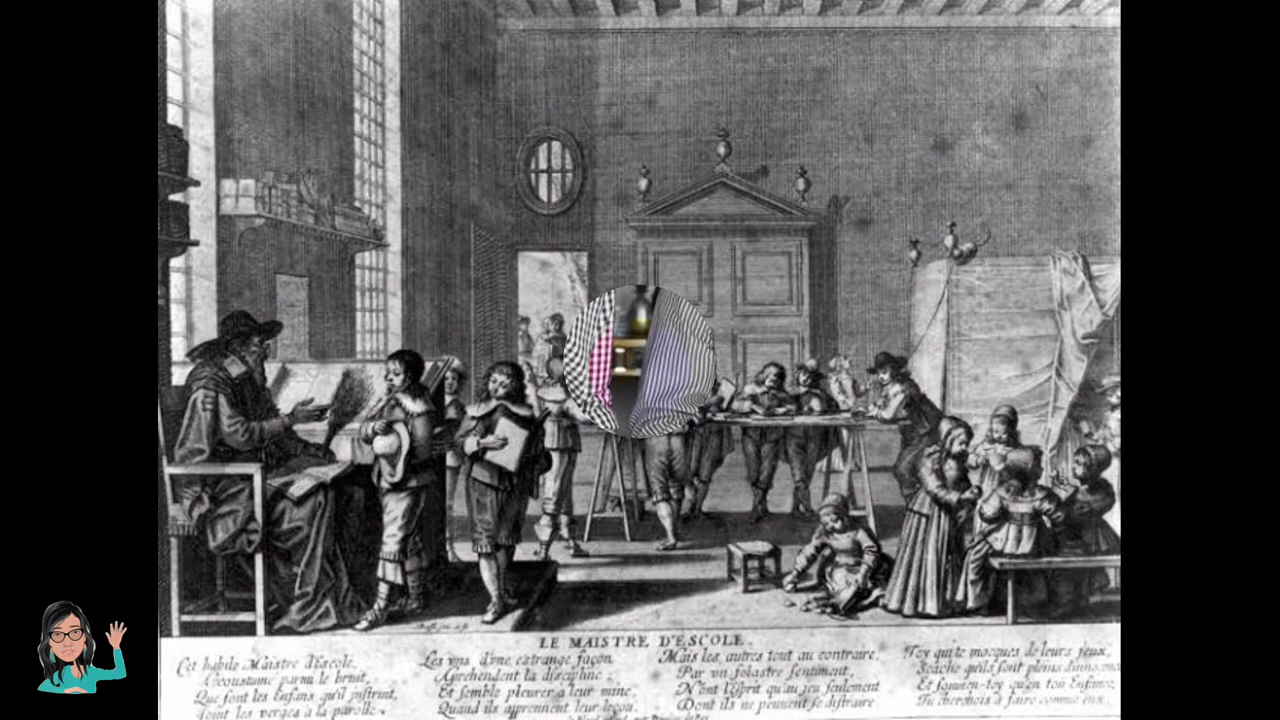 LE MAISTRE D'ESCOLE.
Cet habile Maistre d'escole,
Accoustumé parmi le bruit,
Que font les Enfans qu'il instruit,
Joint les verges à la parolle.
Les vns d'vne estrange façon
Aprehendent la discipline;
Et semble pleurer à leur mine,
Quand ils apprennent leur leçon.
Mais les autres tout au contraire,
Par vn folastre sentiment,
N'ont l'Esprit qu'au jeu seulement
Dont ils ne peuuent se distraire.
Toy qui te mocques de leurs jeux,
Scache qu'ils sont pleins
Et souuien-toy qu'en ton Enfance
Tu cherchois à faire comme eux.